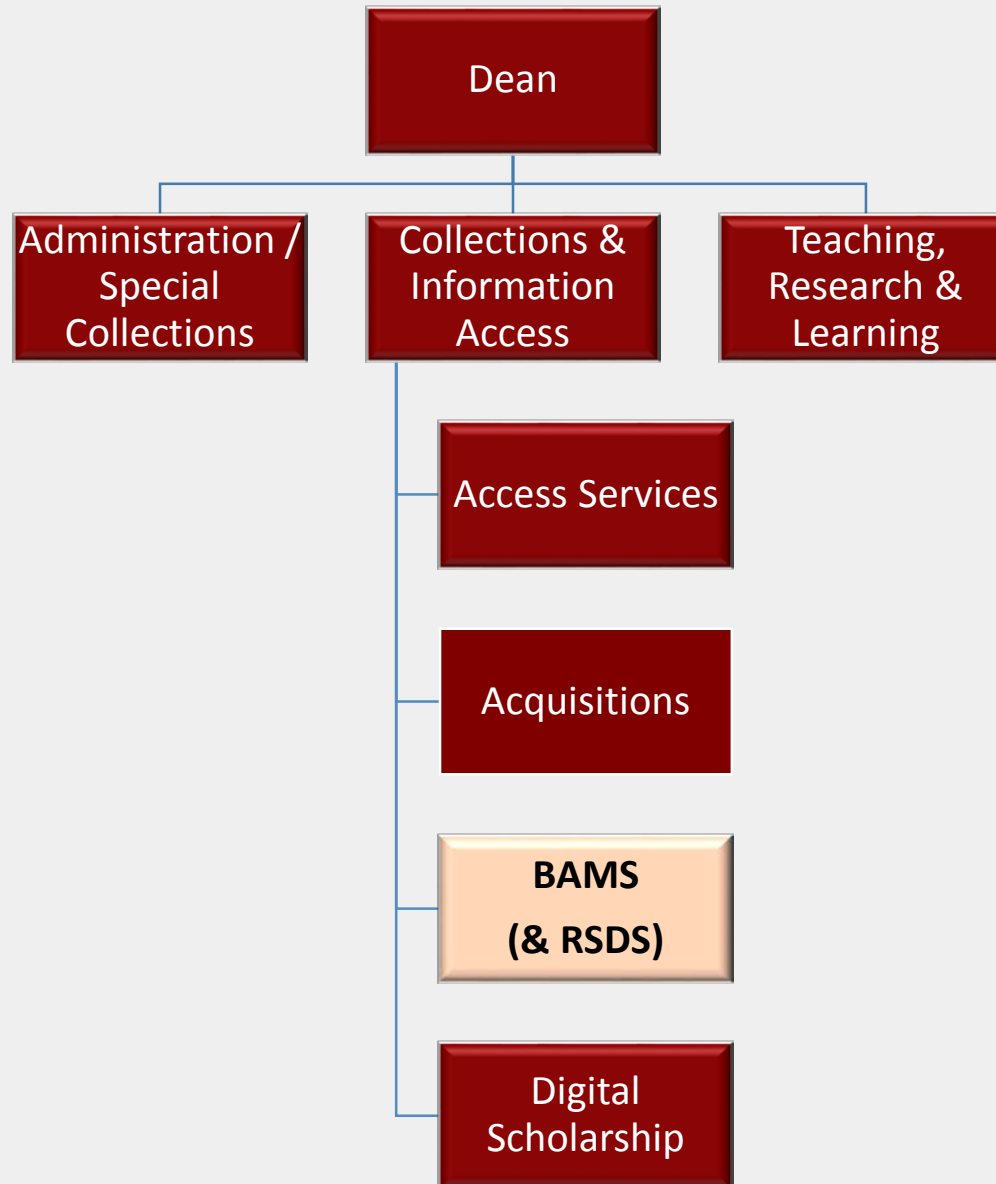 Dean
Administration /
Special
Collections
Collections &
Information
Access
Teaching,
Research &
Learning
Access Services
Acquisitions
BAMS
(& RSDS)
Digital
Scholarship